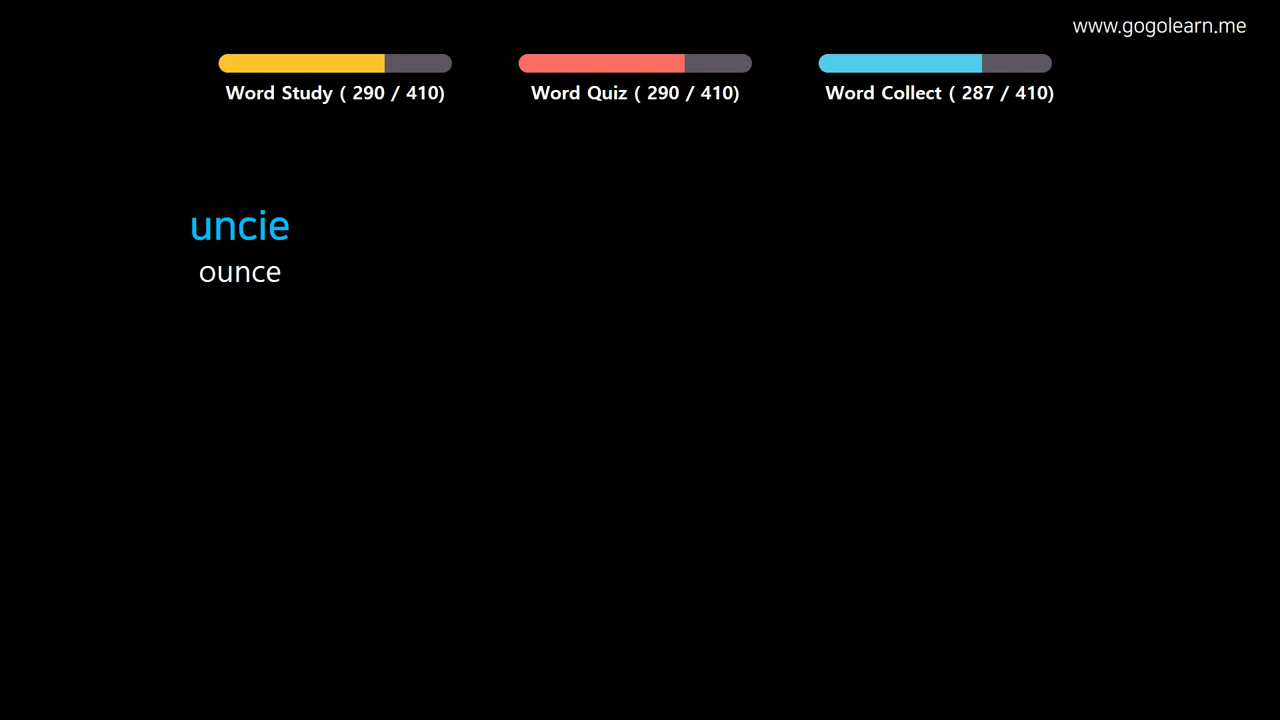 www.gogolearn.me
Word Study ( 290 / 410)
Word Quiz ( 290 / 410)
Word Collect ( 287 / 410)
uncie
ounce